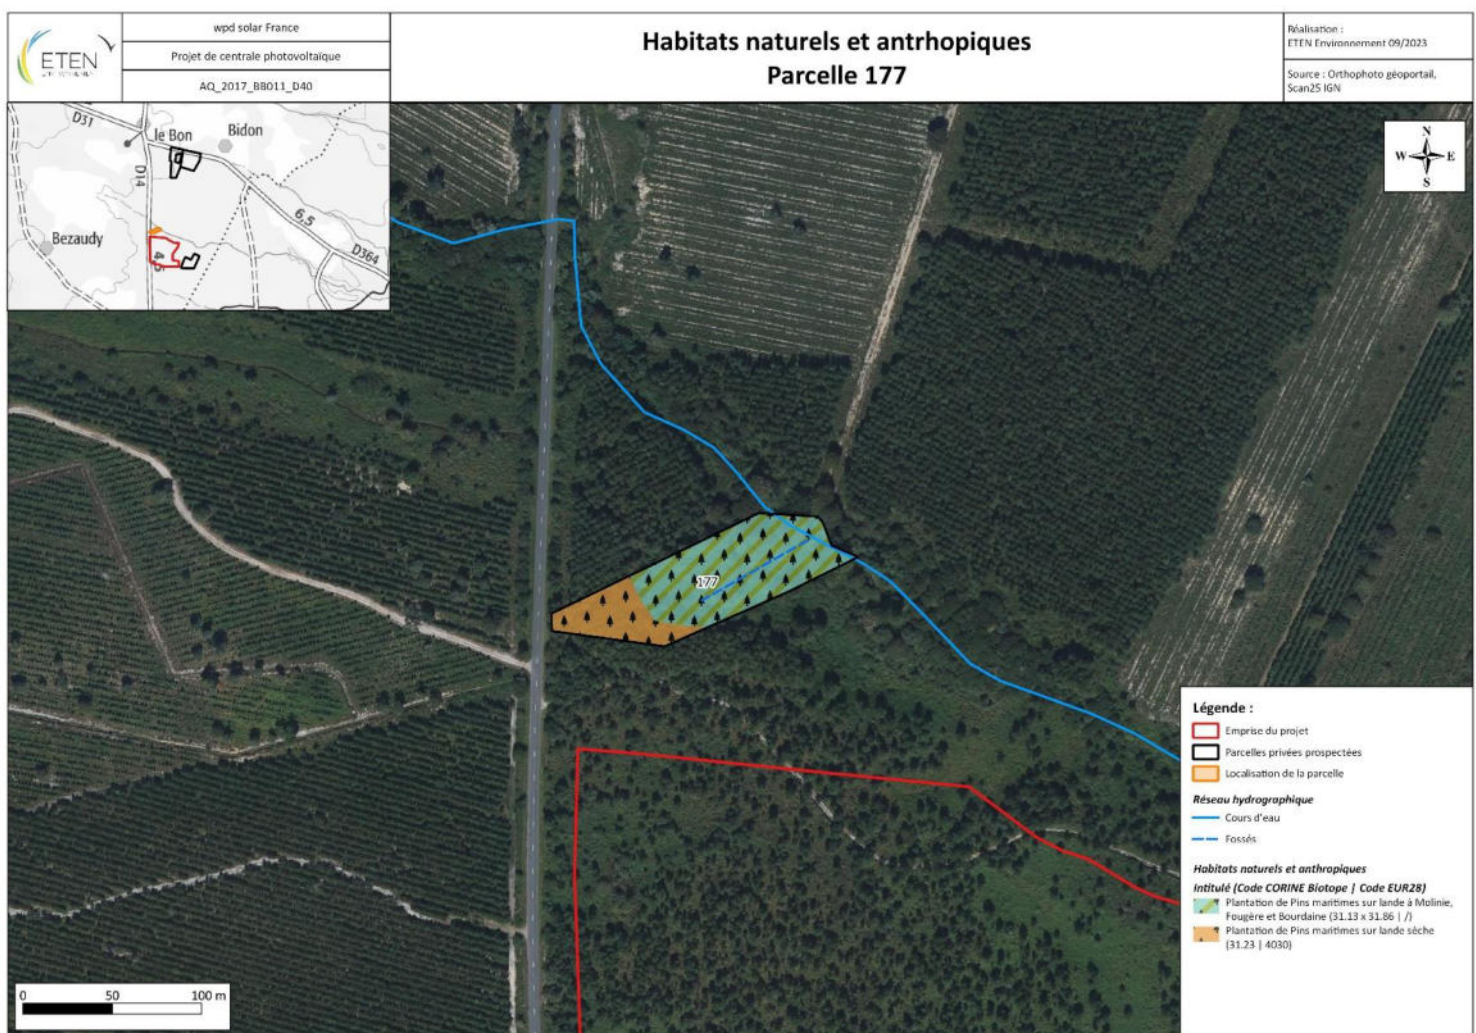 ETEN
wpd solar France
Projet de centrale photovoltaïque
AQ_2017_BB011_D40
Habitats naturels et antrhopiques
Parcelle 177
Réalisation :
ETEN Environnement 09/2023
Source : Orthophoto géoportail,
Scan25 IGN
D31
le Bon
Bidon
D14
6,5
Bezaudy
D364
N
W E
S
177
Légende :
Emprise du projet
Parcelles privées prospectées
Localisation de la parcelle
Réseau hydrographique
Cours d'eau
Fossés
Habitats naturels et anthropiques
Intitulé (Code CORINE Biotope | Code EUR28)
Plantation de Pins maritimes sur lande à Molinie,
Fougère et Bourdaine (31.13 x 31.86 | /)
Plantation de Pins maritimes sur lande sèche
(31.23 | 4030)
0 50 100 m